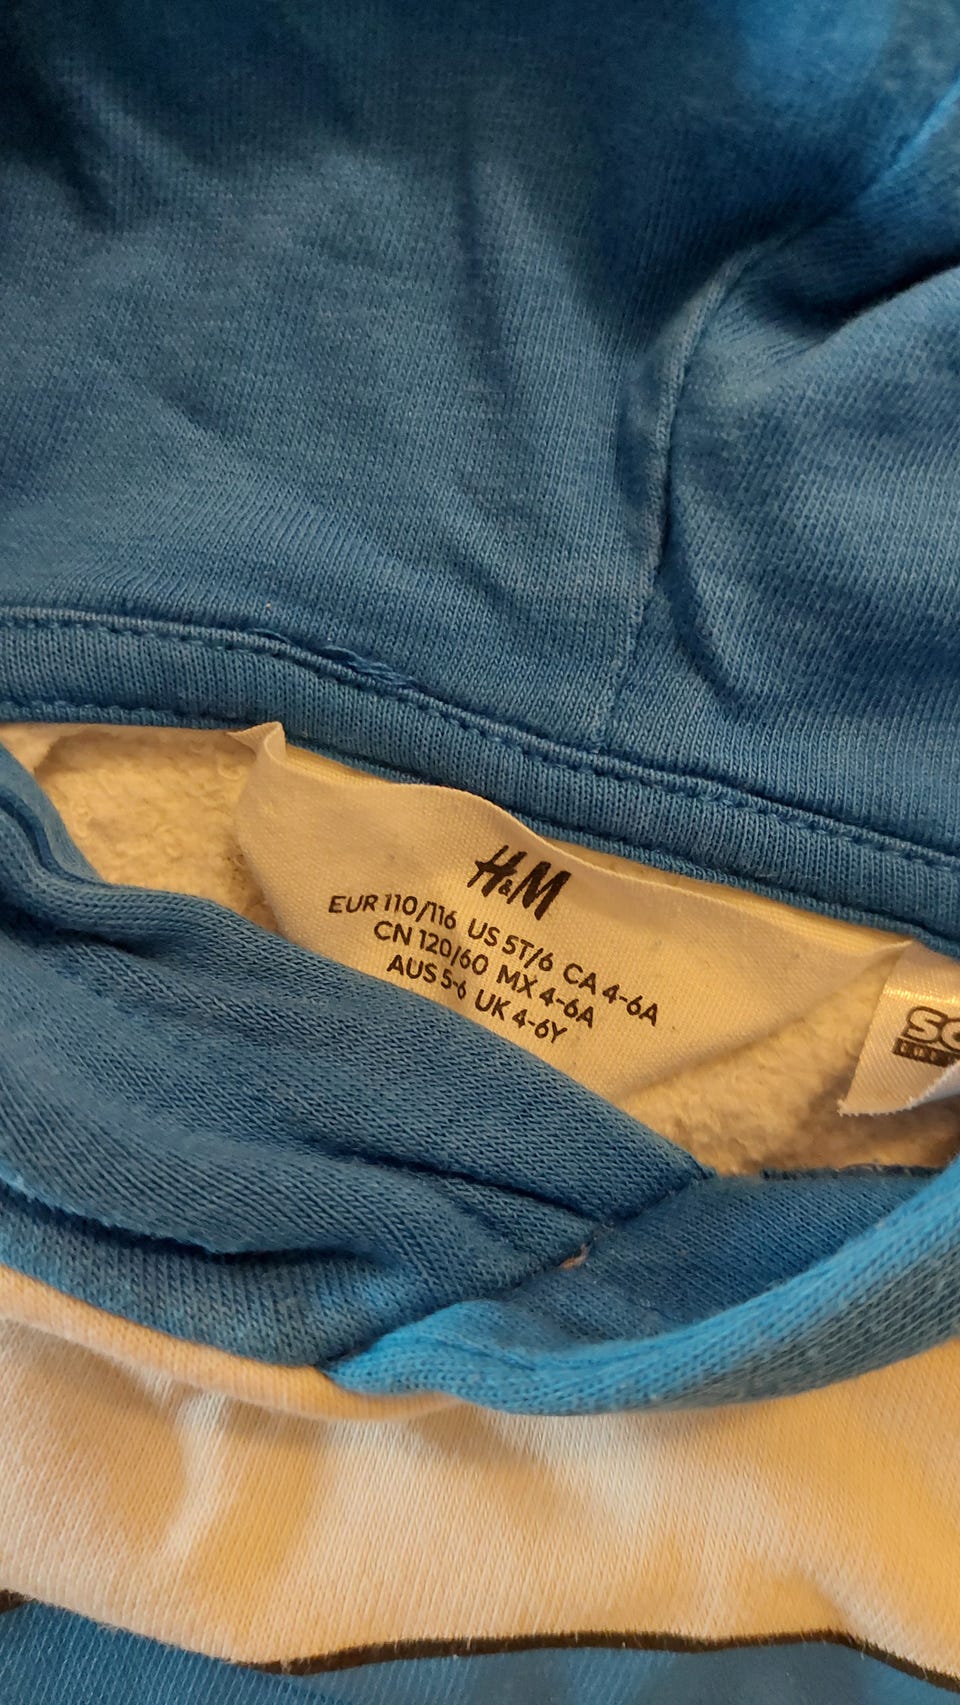 H&M
EUR 110/116 US 5T/6 CA 4-6A
CN 120/60 MX 4-6A
AUS 5-6 UK 4-6Y